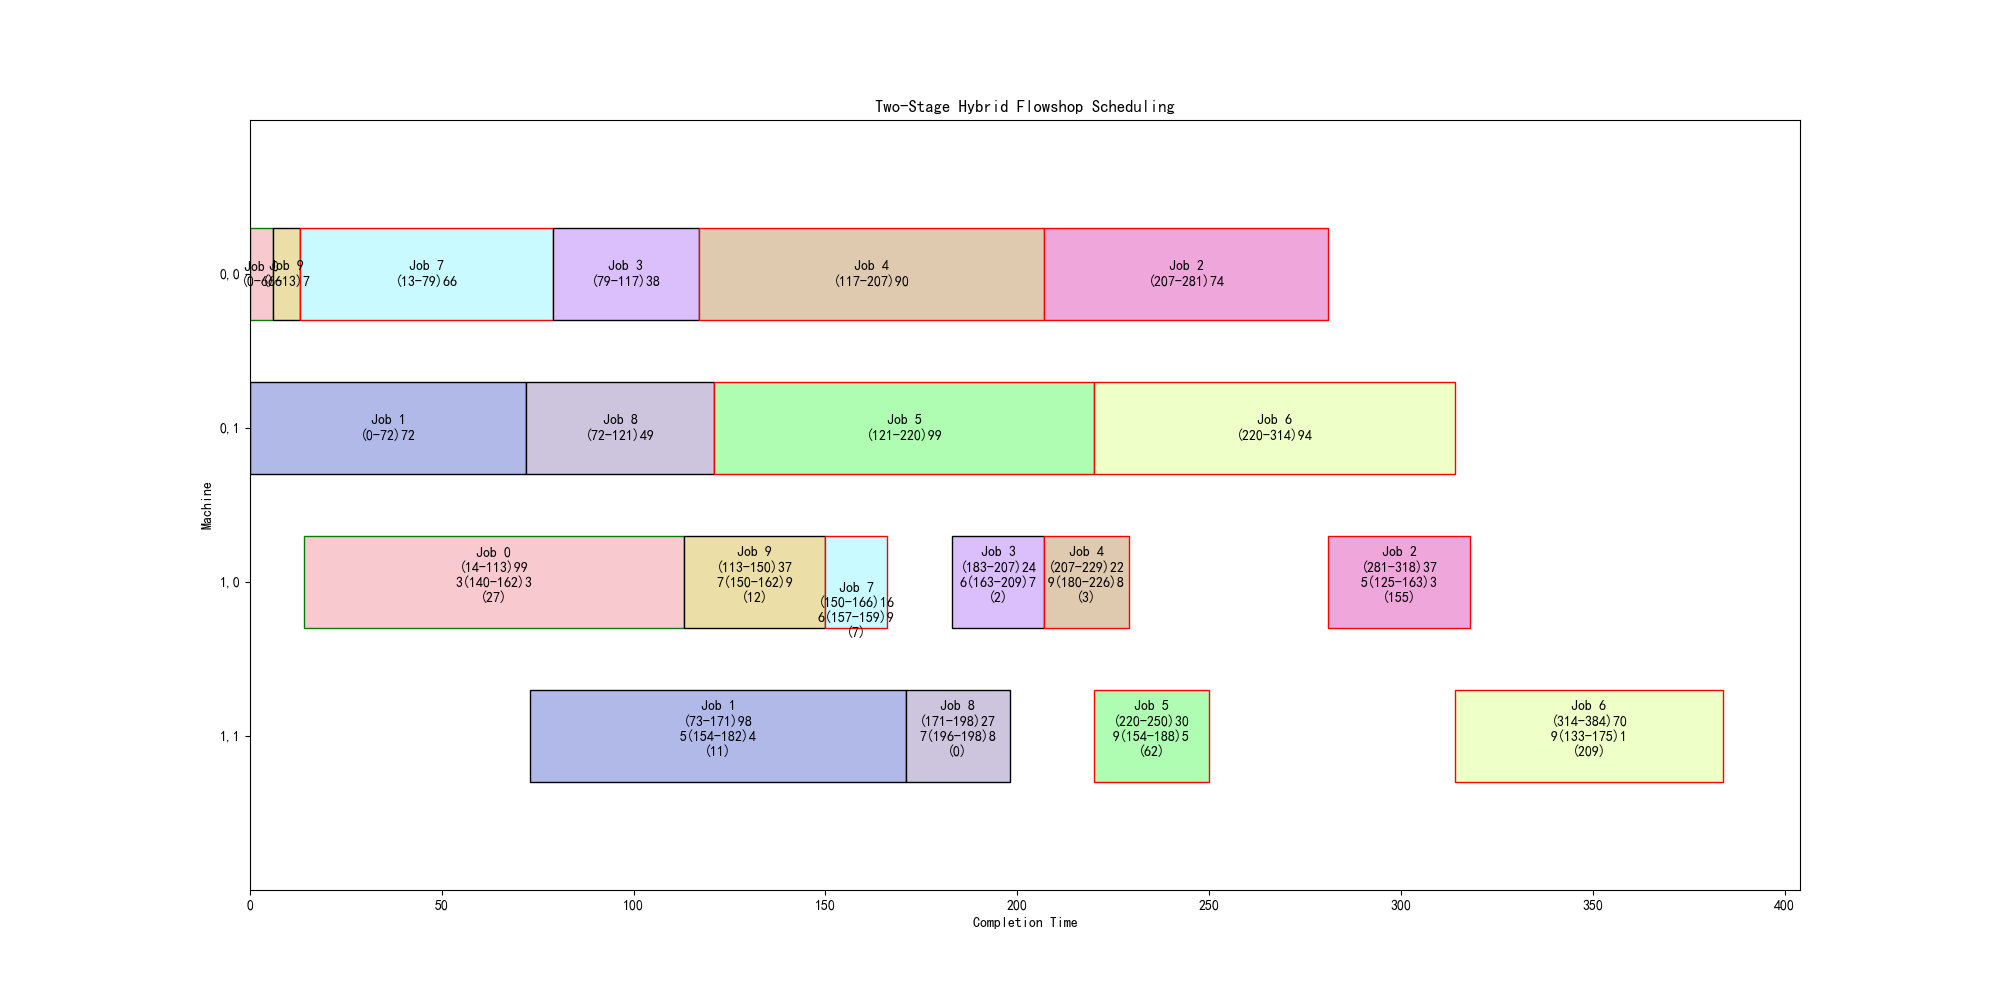 Two-Stage Hybrid Flowshop Scheduling
0,0
Job 9
Job 7
(13-79)66
Job 3
(79-117)38
Job 4
(117-207)90
Job 2
(207-281)74
0,1
Job 1
(0-72)72
Job 8
(72-121)49
Job 5
(121-220)99
Job 6
(220-314)94
Machine
1,0
Job 0
(14-113)99
3(140-162)3
(27)
Job 9
(113-150)37
7(150-162)9
(12)
Job 7
(150-166)16
6(157-159)9
(7)
Job 3
(183-207)24
6(163-209)7
(2)
Job 4
(207-229)22
9(180-226)8
(3)
Job 2
(281-318)37
5(125-163)3
(155)
1,1
Job 1
(73-171)98
5(154-182)4
(11)
Job 8
(171-198)27
7(196-198)8
(0)
Job 5
(220-250)30
9(154-188)5
(62)
Job 6
(314-384)70
9(133-175)1
(209)
0 50 100 150 200 250 300 350 400
Completion Time